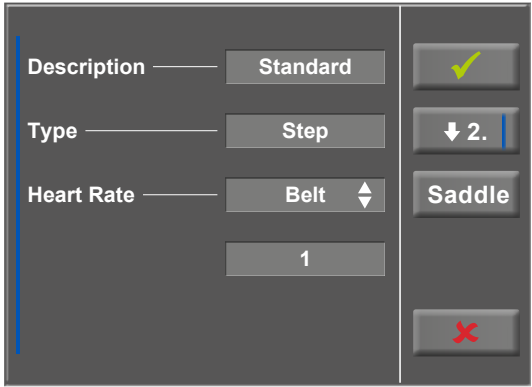 Description Standard
Type Step
Heart Rate Belt
1
2.
Saddle